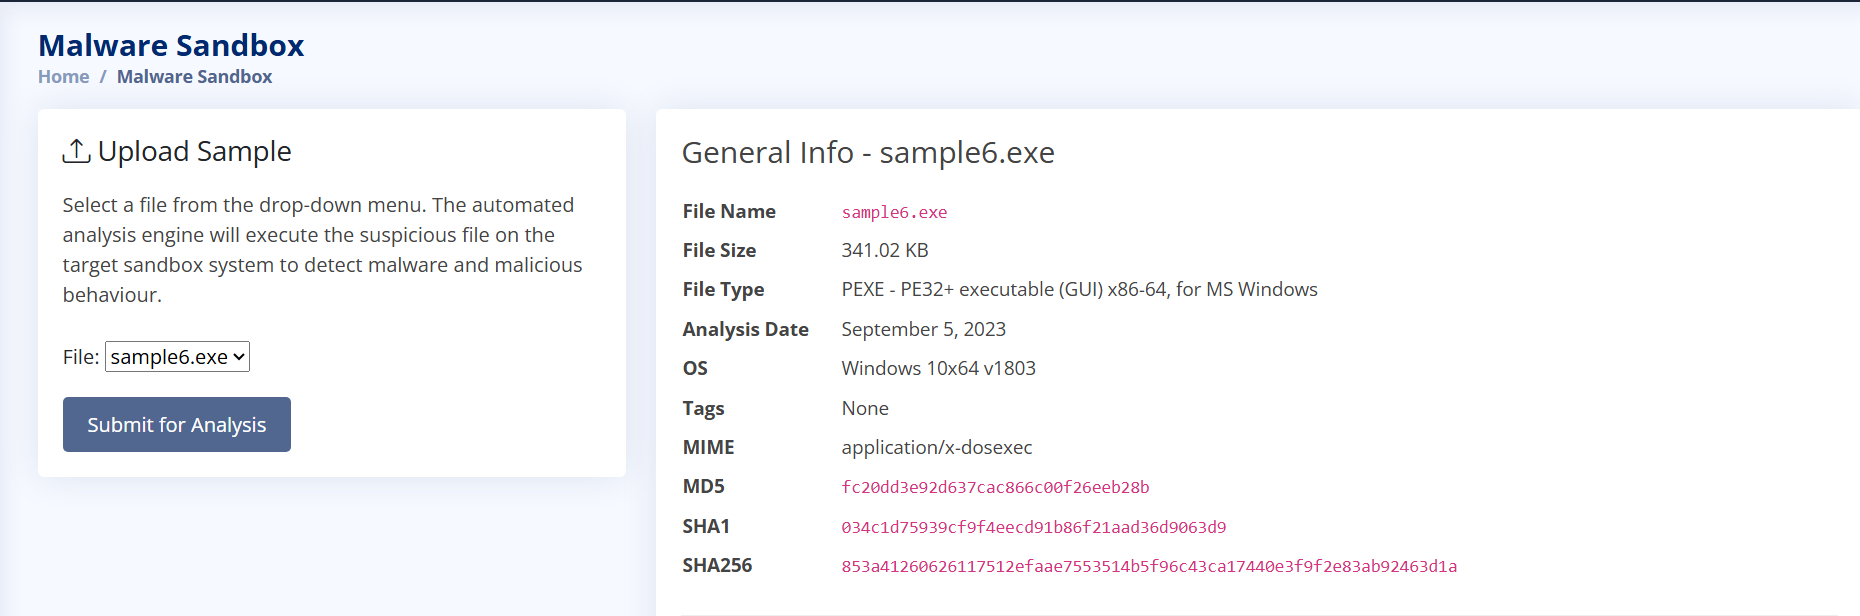 Malware Sandbox
Home / Malware Sandbox
Upload Sample
Select a file from the drop-down menu. The automated
analysis engine will execute the suspicious file on the
target sandbox system to detect malware and malicious
behaviour.
File: sample6.exe
Submit for Analysis
General Info - sample6.exe
File Name sample6.exe
File Size 341.02 KB
File Type PEXE - PE32+ executable (GUI) x86-64, for MS Windows
Analysis Date September 5, 2023
OS Windows 10x64 v1803
Tags None
MIME application/x-dosexec
MD5 fc20dd3e92d637cac866c00f26eeb28b
SHA1 034c1d75939cf9f4eecd91b86f21aad36d9063d9
SHA256 853a41260626117512efaae7553514b5f96c43ca17440e3f9f2e83ab92463d1a